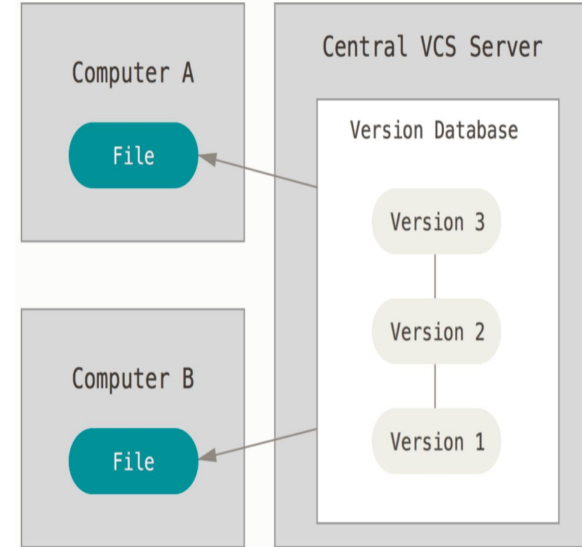 Computer A
File
Computer B
File
Central VCS Server
Version Database
Version 3
Version 2
Version 1